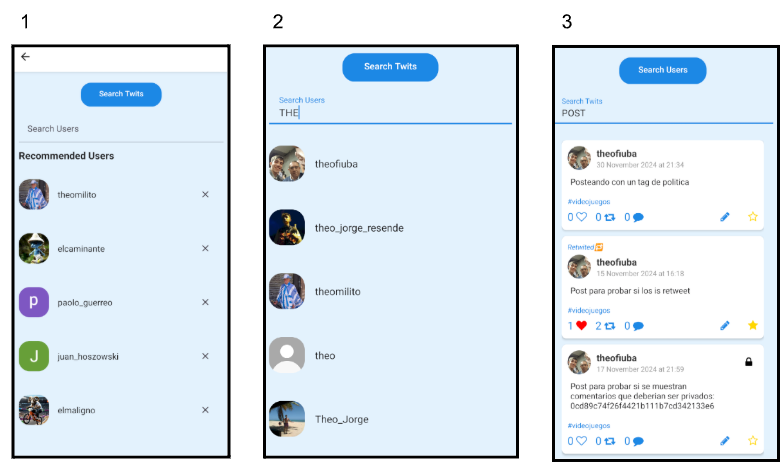 1
Search Twits
Search Users
Recommended Users
theomilito
elcaminante
p
paolo_guerreo
J
juan_hoszowski
elmaligno
2
Search Twits
Search Users
THE
theofiuba
theo_jorge_resende
theomilito
theo
Theo_Jorge
3
Search Users
Search Twits
POST
theofiuba
30 November 2024 at 21:34
Posteando con un tag de politica
#videojuegos
0 0 0
Retwited
theofiuba
15 November 2024 at 16:18
Post para probar si los is retweet
#videojuegos
1 2 0
theofiuba
17 November 2024 at 21:59
Post para probar si se muestran
comentarios que deberian ser privados:
0cd89c74f26f4421b111b7cd342133e6
#videojuegos
0 0 0